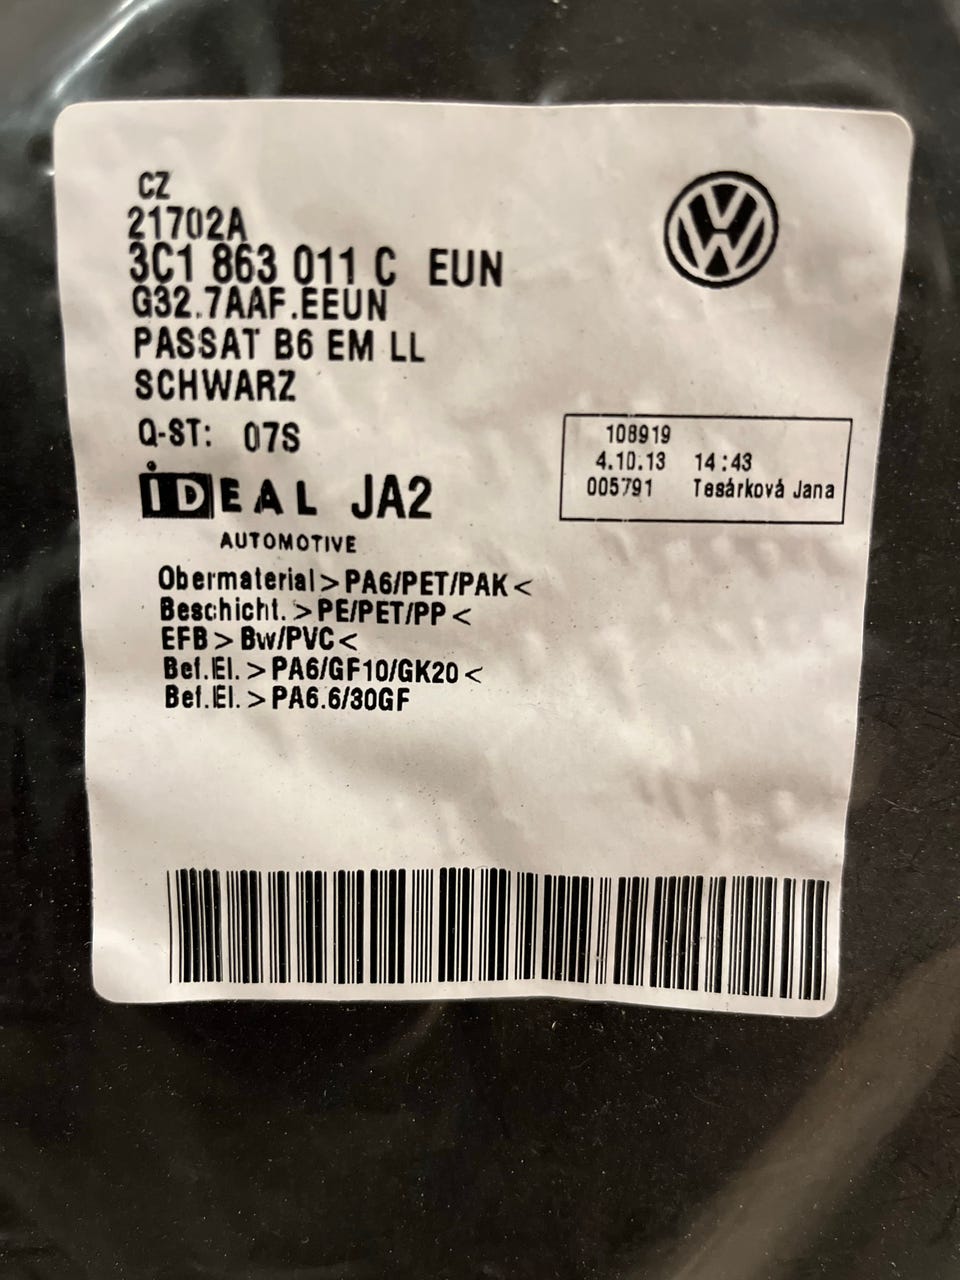 CZ
21702A
3C1 863 011 C EUN
G32.7AAF.EEUN
PASSAT B6 EM LL
SCHWARZ
Q-ST: 07S
108919
4.10.13 14:43
005791 Tesárková Jana
iDEAL JA2
AUTOMOTIVE
Obermaterial > PA6/PET/PAK <
Beschicht. > PE/PET/PP <
EFB > Bw/PVC <
Bef.El. > PA6/GF10/GK20 <
Bef.El. > PA6.6/30GF